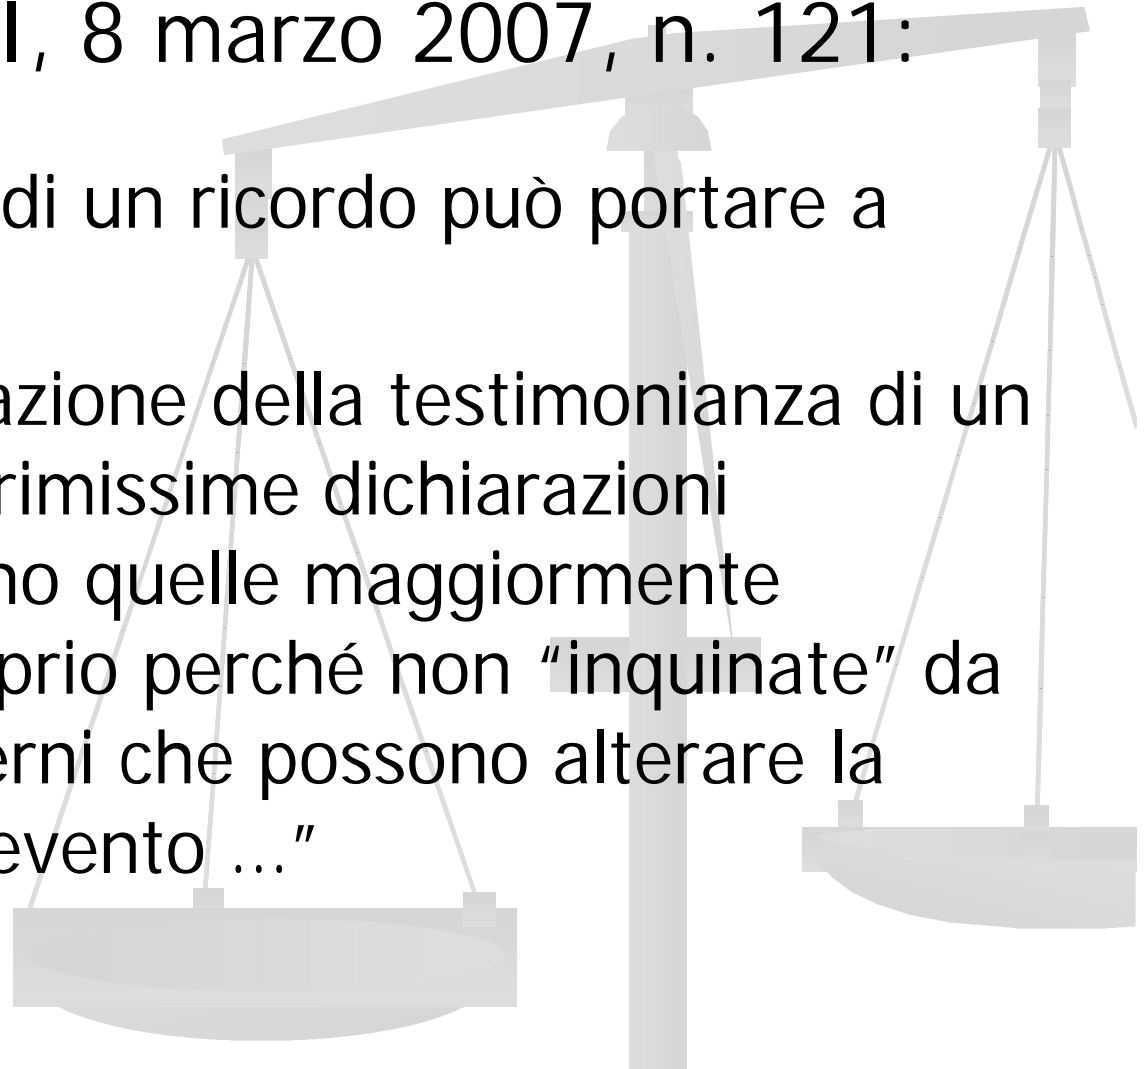 I, 8 marzo 2007, n. 121:
di un ricordo può portare a
azione della testimonianza di un
rimissime dichiarazioni
no quelle maggiormente
prio perché non “inquinate” da
erni che possono alterare la
evento ...”